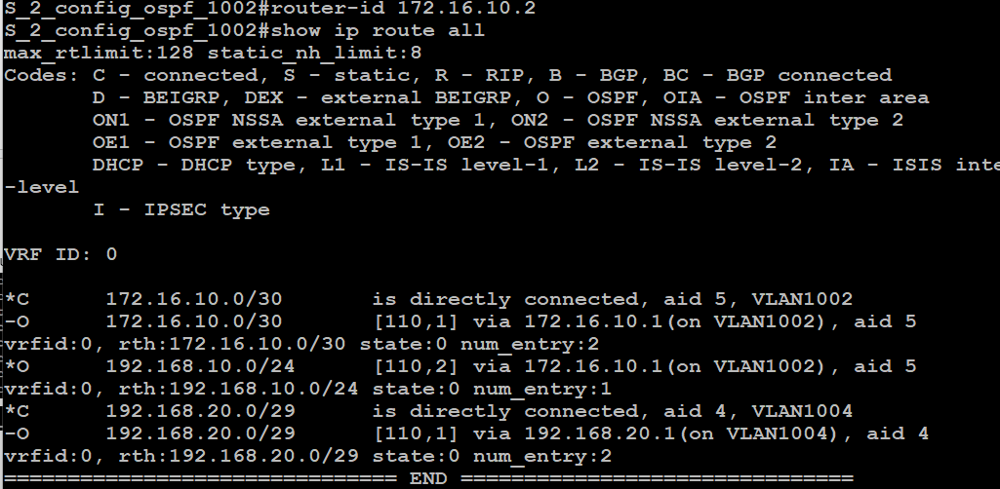 S_2_config_ospf_1002#router-id 172.16.10.2
S_2_config_ospf_1002#show ip route all
max_rtlimit:128 static_nh_limit:8
Codes: C - connected, S - static, R - RIP, B - BGP, BC - BGP connected
       D - BEIGRP, DEX - external BEIGRP, O - OSPF, OIA - OSPF inter area
       ON1 - OSPF NSSA external type 1, ON2 - OSPF NSSA external type 2
       OE1 - OSPF external type 1, OE2 - OSPF external type 2
       DHCP - DHCP type, L1 - IS-IS level-1, L2 - IS-IS level-2, IA - ISIS inte
-level
       I - IPSEC type
VRF ID: 0
*C      172.16.10.0/30       is directly connected, aid 5, VLAN1002
-O      172.16.10.0/30       [110,1] via 172.16.10.1(on VLAN1002), aid 5
vrfid:0, rth:172.16.10.0/30 state:0 num_entry:2
*O      192.168.10.0/24      [110,2] via 172.16.10.1(on VLAN1002), aid 5
vrfid:0, rth:192.168.10.0/24 state:0 num_entry:1
*C      192.168.20.0/29      is directly connected, aid 4, VLAN1004
-O      192.168.20.0/29      [110,1] via 192.168.20.1(on VLAN1004), aid 4
vrfid:0, rth:192.168.20.0/29 state:0 num_entry:2
=============================== END ===============================